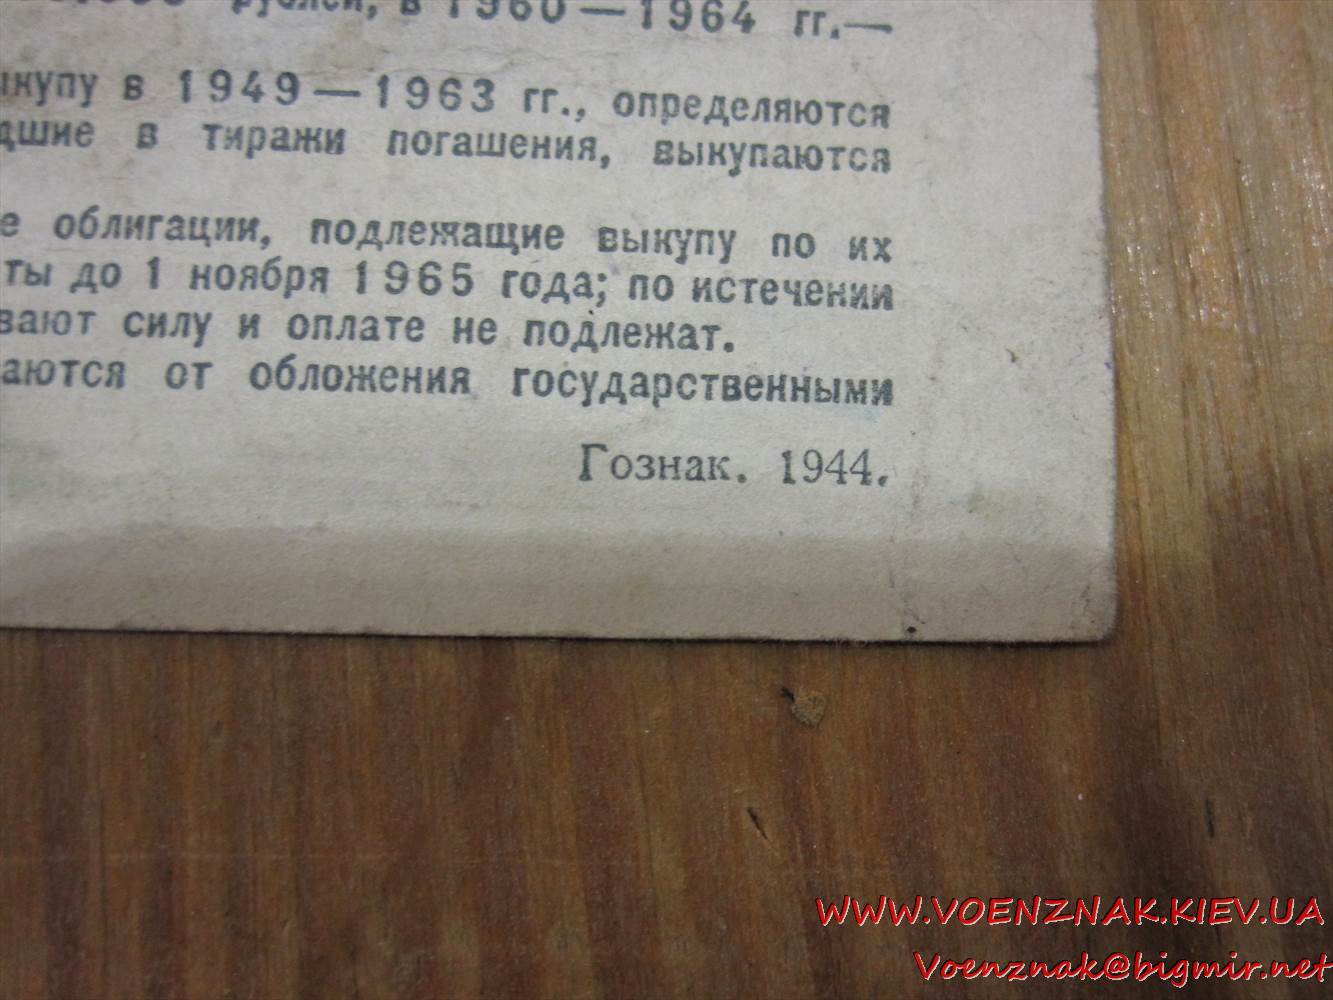 рублей, в 1960—1964 гг.—
выкупу в 1949—1963 гг., определяются
дшие в тиражи погашения, выкупаются
е облигации, подлежащие выкупу по их
ты до 1 ноября 1965 года; по истечении
вают силу и оплате не подлежат.
аются от обложения государственными
Гознак. 1944.
WWW.VOENZNAK.KIEV.UA
Voenznak@bigmir.net